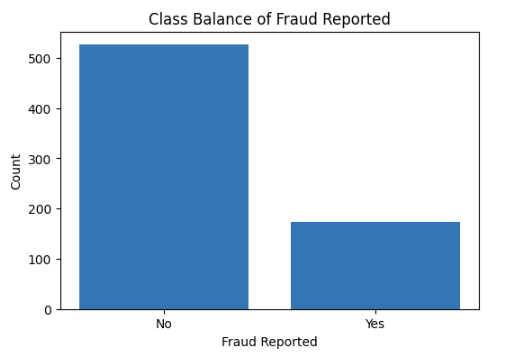 Class Balance of Fraud Reported
500
400
300
200
100
0
Count
No Yes
Fraud Reported